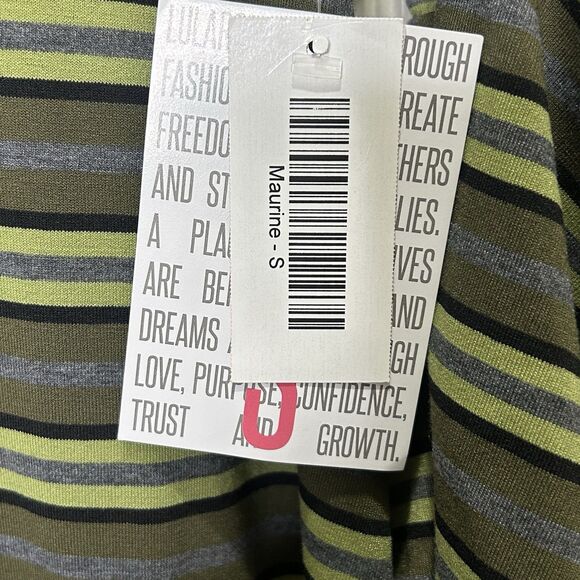 LULAR ROUGH
FASHIO REATE
FREEDO THERS
AND ST LIES.
A PLA IVES
ARE BE AND
DREAMS GH
LOVE, PURPOSE, CONFIDENCE,
TRUST AND GROWTH.
Maurine - S
S